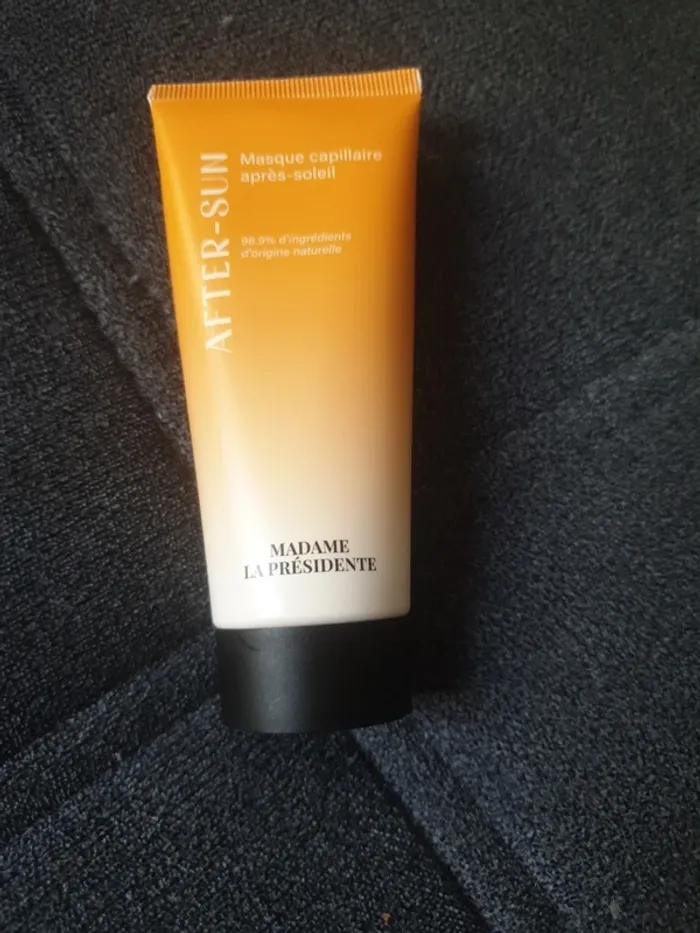 AFTER-SUN
Masque capillaire
après-soleil
98.9% d'ingrédients
d'origine naturelle
MADAME
LA PRÉSIDENTE